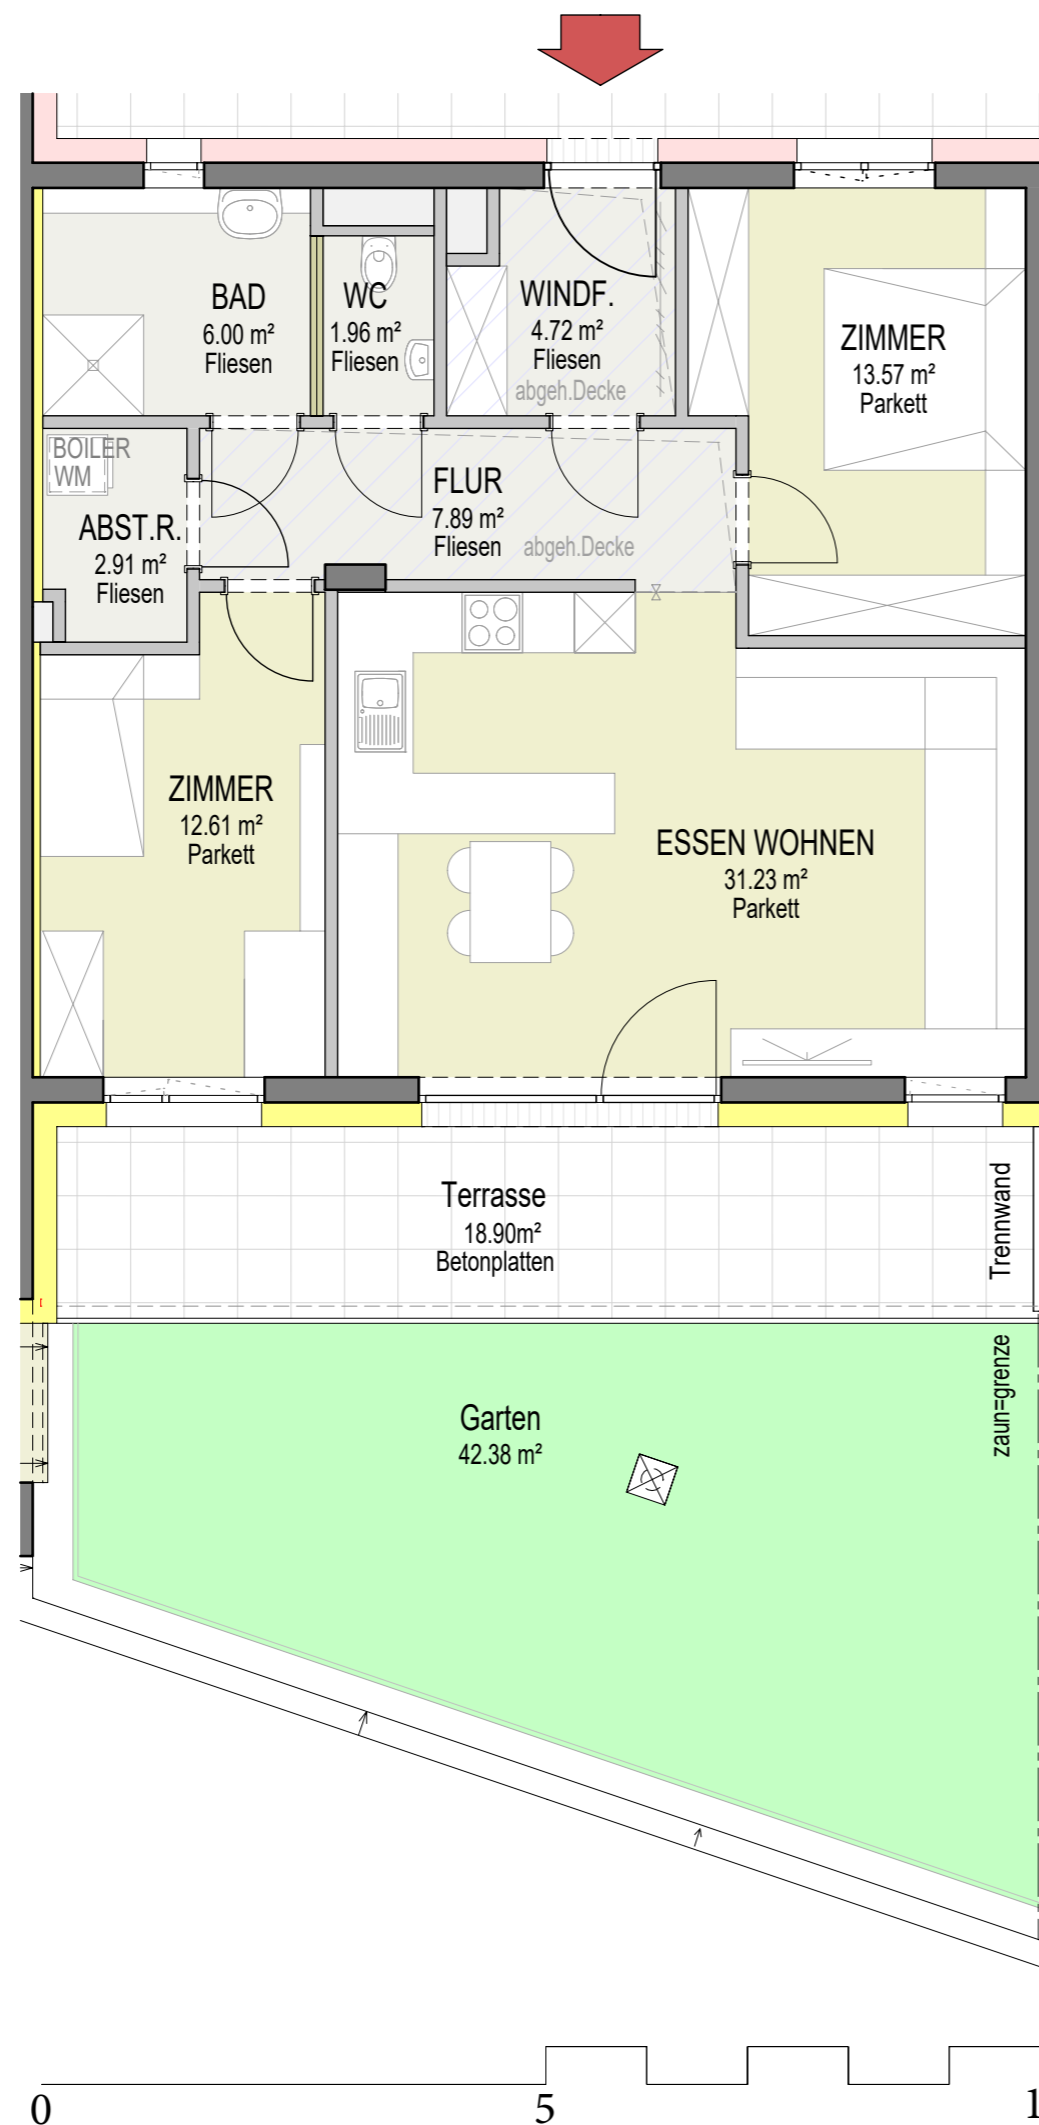 BAD
6.00 m²
Fliesen
WC
1.96 m²
Fliesen
WINDF.
4.72 m²
Fliesen
abgeh.Decke
ZIMMER
13.57 m²
Parkett
BOILER
WM
ABST.R.
2.91 m²
Fliesen
FLUR
7.89 m²
Fliesen
abgeh.Decke
ZIMMER
12.61 m²
Parkett
ESSEN WOHNEN
31.23 m²
Parkett
Terrasse
18.90m²
Betonplatten
Trennwand
I
zaun=grenze
Garten
42.38 m²
0
5
1